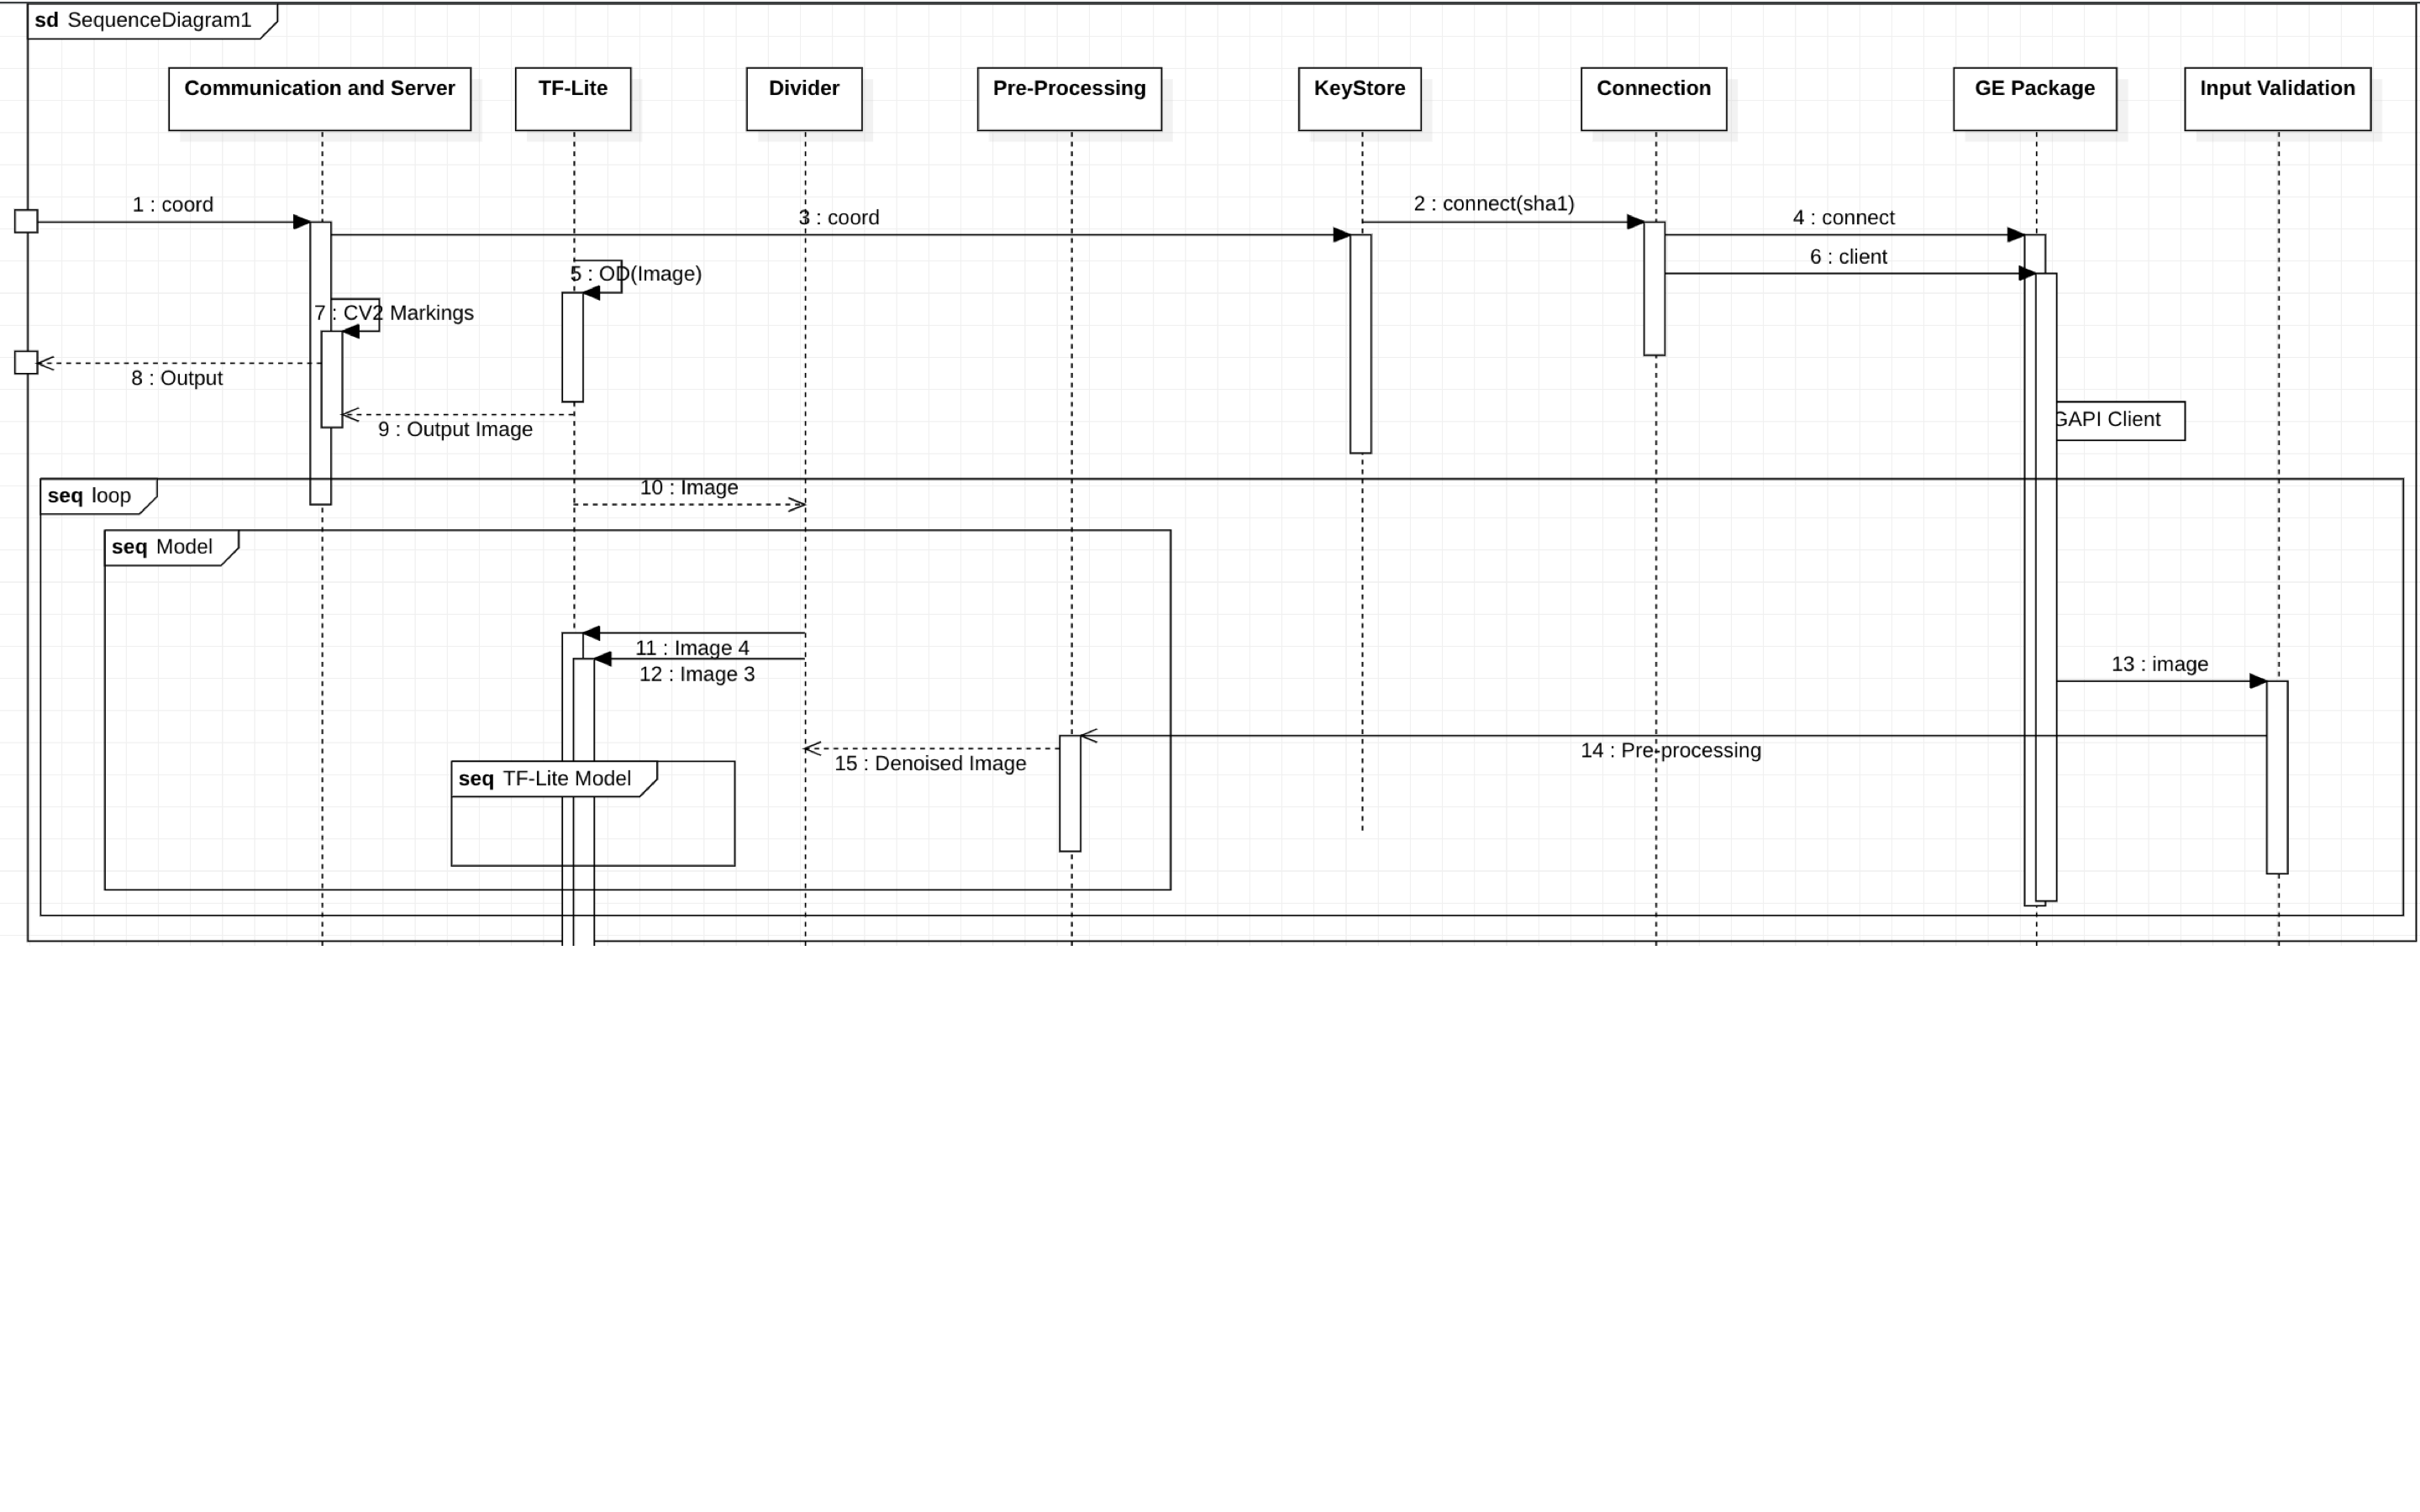 sd SequenceDiagram1
Communication and Server
TF-Lite
Divider
Pre-Processing
KeyStore
Connection
GE Package
Input Validation
1 : coord
2 : connect(sha1)
3 : coord
4 : connect
6 : client
5 : OD(Image)
7 : CV2 Markings
8 : Output
9 : Output Image
GAPI Client
seq loop
10 : Image
seq Model
11 : Image 4
12 : Image 3
13 : image
14 : Pre-processing
15 : Denoised Image
seq TF-Lite Model